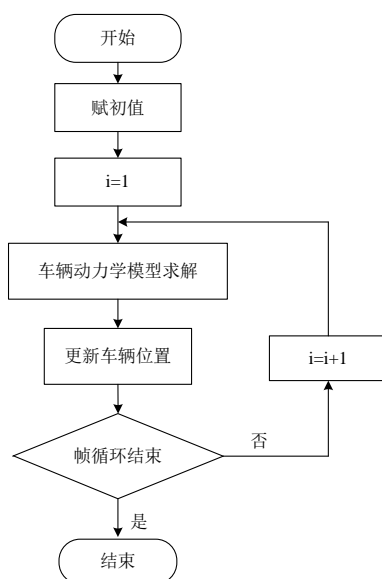 开始
赋初值
i=1
车辆动力学模型求解
更新车辆位置
i=i+1
帧循环结束
否
是
结束